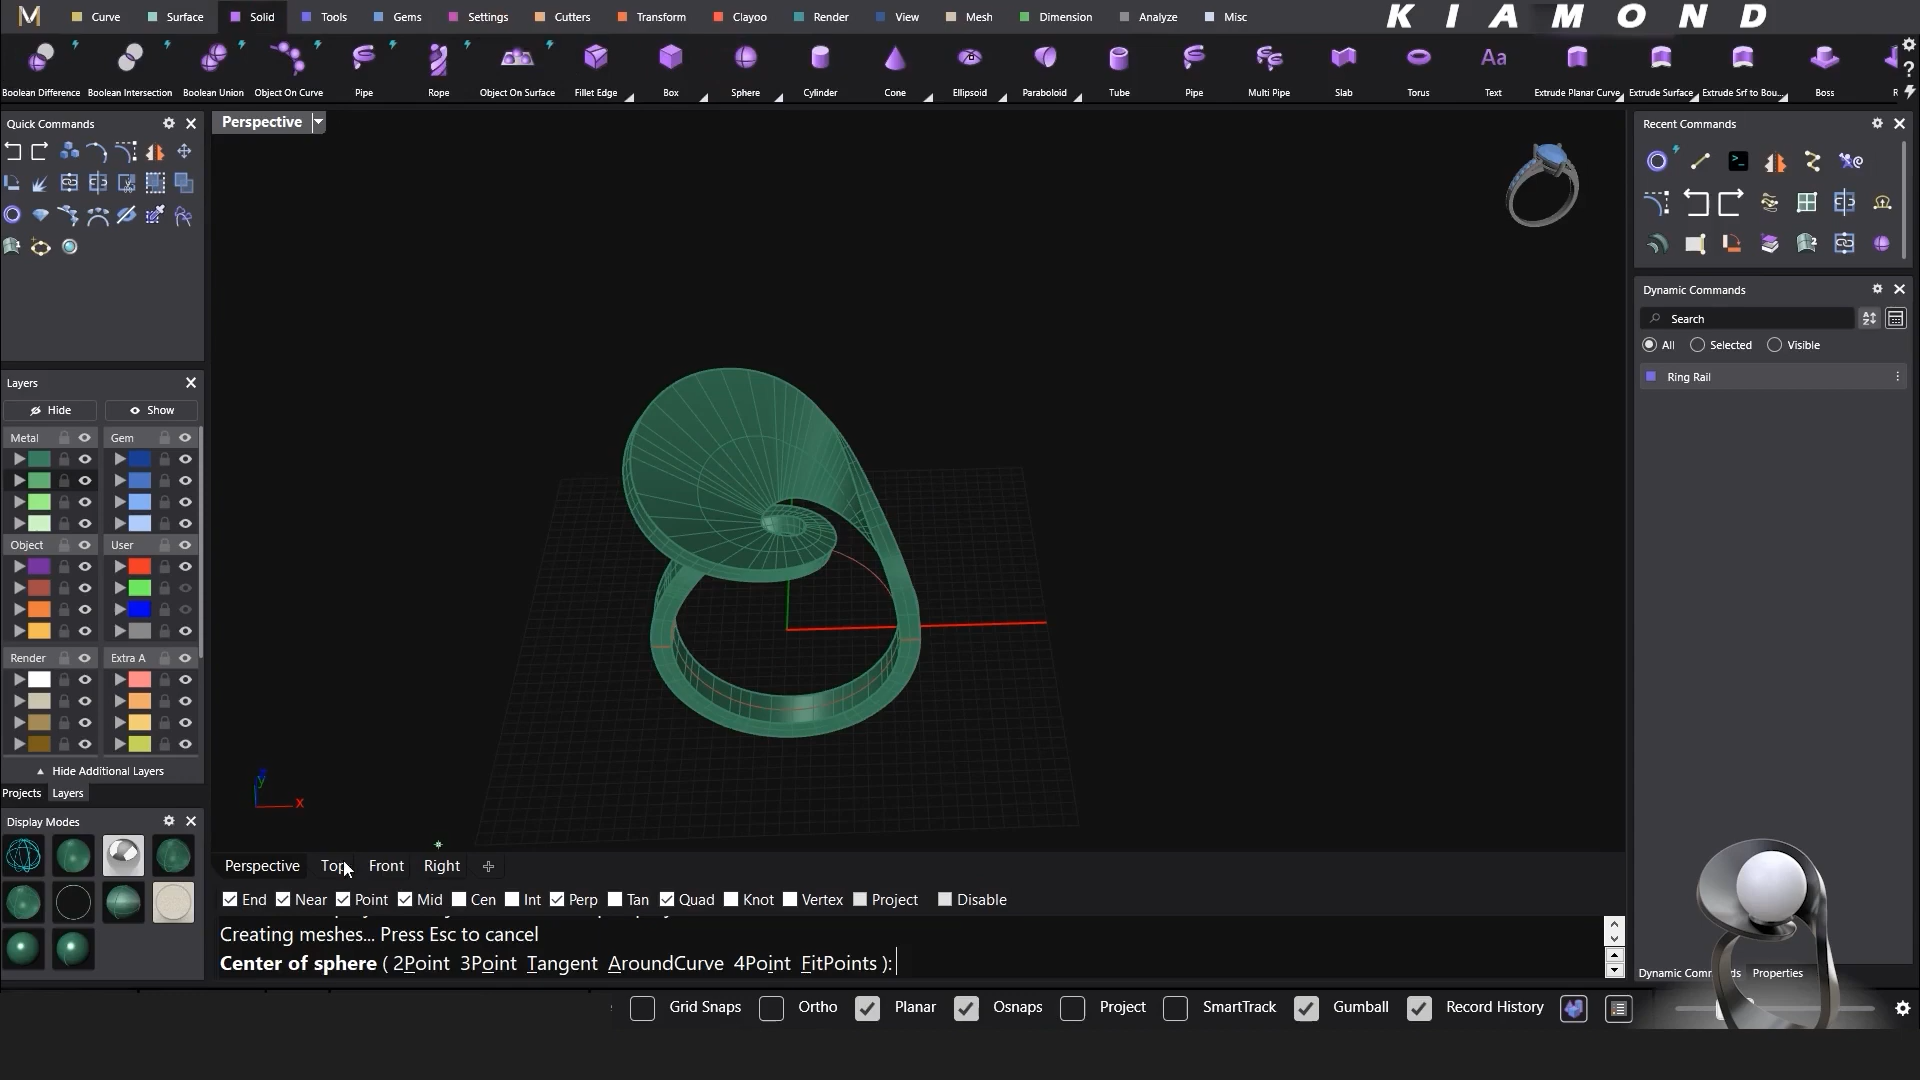 Curve Surface Solid Tools Gems Settings Cutters Transform Clayoo Render View Mesh Dimension Analyze Misc
KIAMOND
Boolean Difference Boolean Intersection Boolean Union Object On Curve Pipe Rope Object On Surface Fillet Edge Box Sphere Cylinder Cone Ellipsoid Paraboloid Tube Pipe Multi Pipe Slab Torus Text Extrude Planar Curve Extrude Surface Extrude Srf to Bou... Boss
Quick Commands
Perspective
Recent Commands
Dynamic Commands
Search
All Selected Visible
Ring Rail
Layers
Hide Show
Metal Gem
Object User
Render Extra A
Hide Additional Layers
Projects Layers
Display Modes
y
x
Perspective Top Front Right
End Near Point Mid Cen Int Perp Tan Quad Knot Vertex Project Disable
Creating meshes... Press Esc to cancel
Center of sphere ( 2Point 3Point Tangent AroundCurve 4Point FitPoints ):
Properties
Grid Snaps Ortho Planar Osnaps Project SmartTrack Gumball Record History